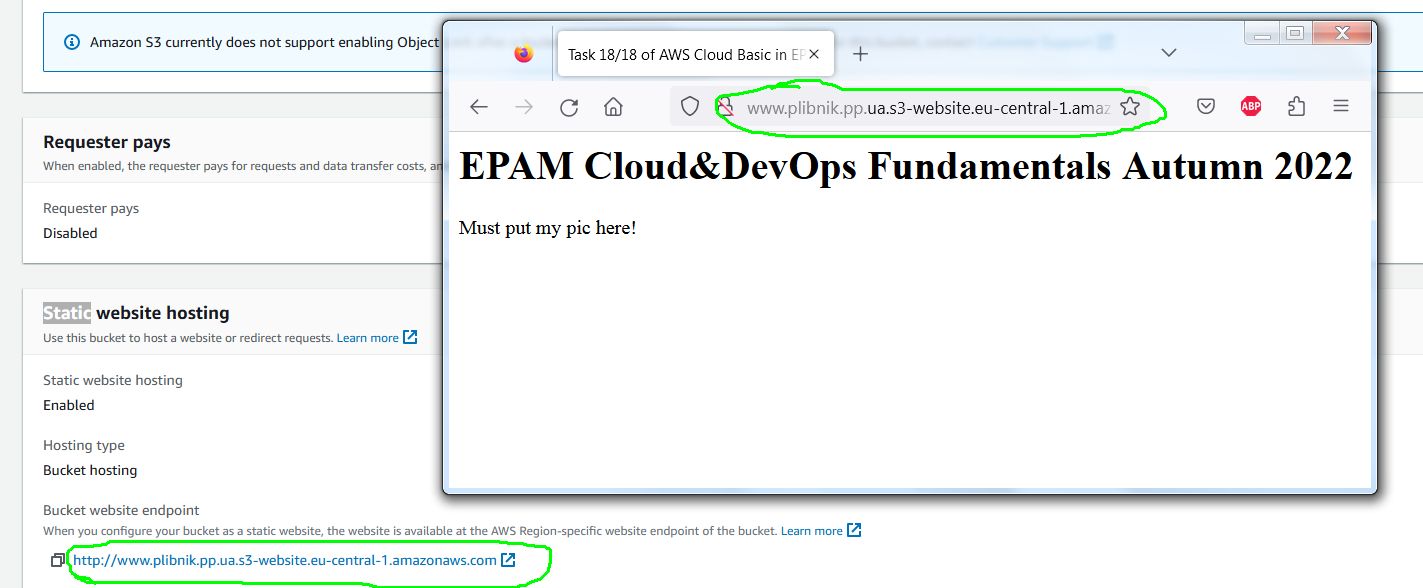 Amazon S3 currently does not support enabling Object
Customer Support
Task 18/18 of AWS Cloud Basic in EP
www.plibnik.pp.ua.s3-website.eu-central-1.amaz
ABP
EPAM Cloud&DevOps Fundamentals Autumn 2022
Must put my pic here!
Requester pays
When enabled, the requester pays for requests and data transfer costs, an
Requester pays
Disabled
Static website hosting
Use this bucket to host a website or redirect requests. Learn more
Static website hosting
Enabled
Hosting type
Bucket hosting
Bucket website endpoint
When you configure your bucket as a static website, the website is available at the AWS Region-specific website endpoint of the bucket. Learn more
http://www.plibnik.pp.ua.s3-website.eu-central-1.amazonaws.com